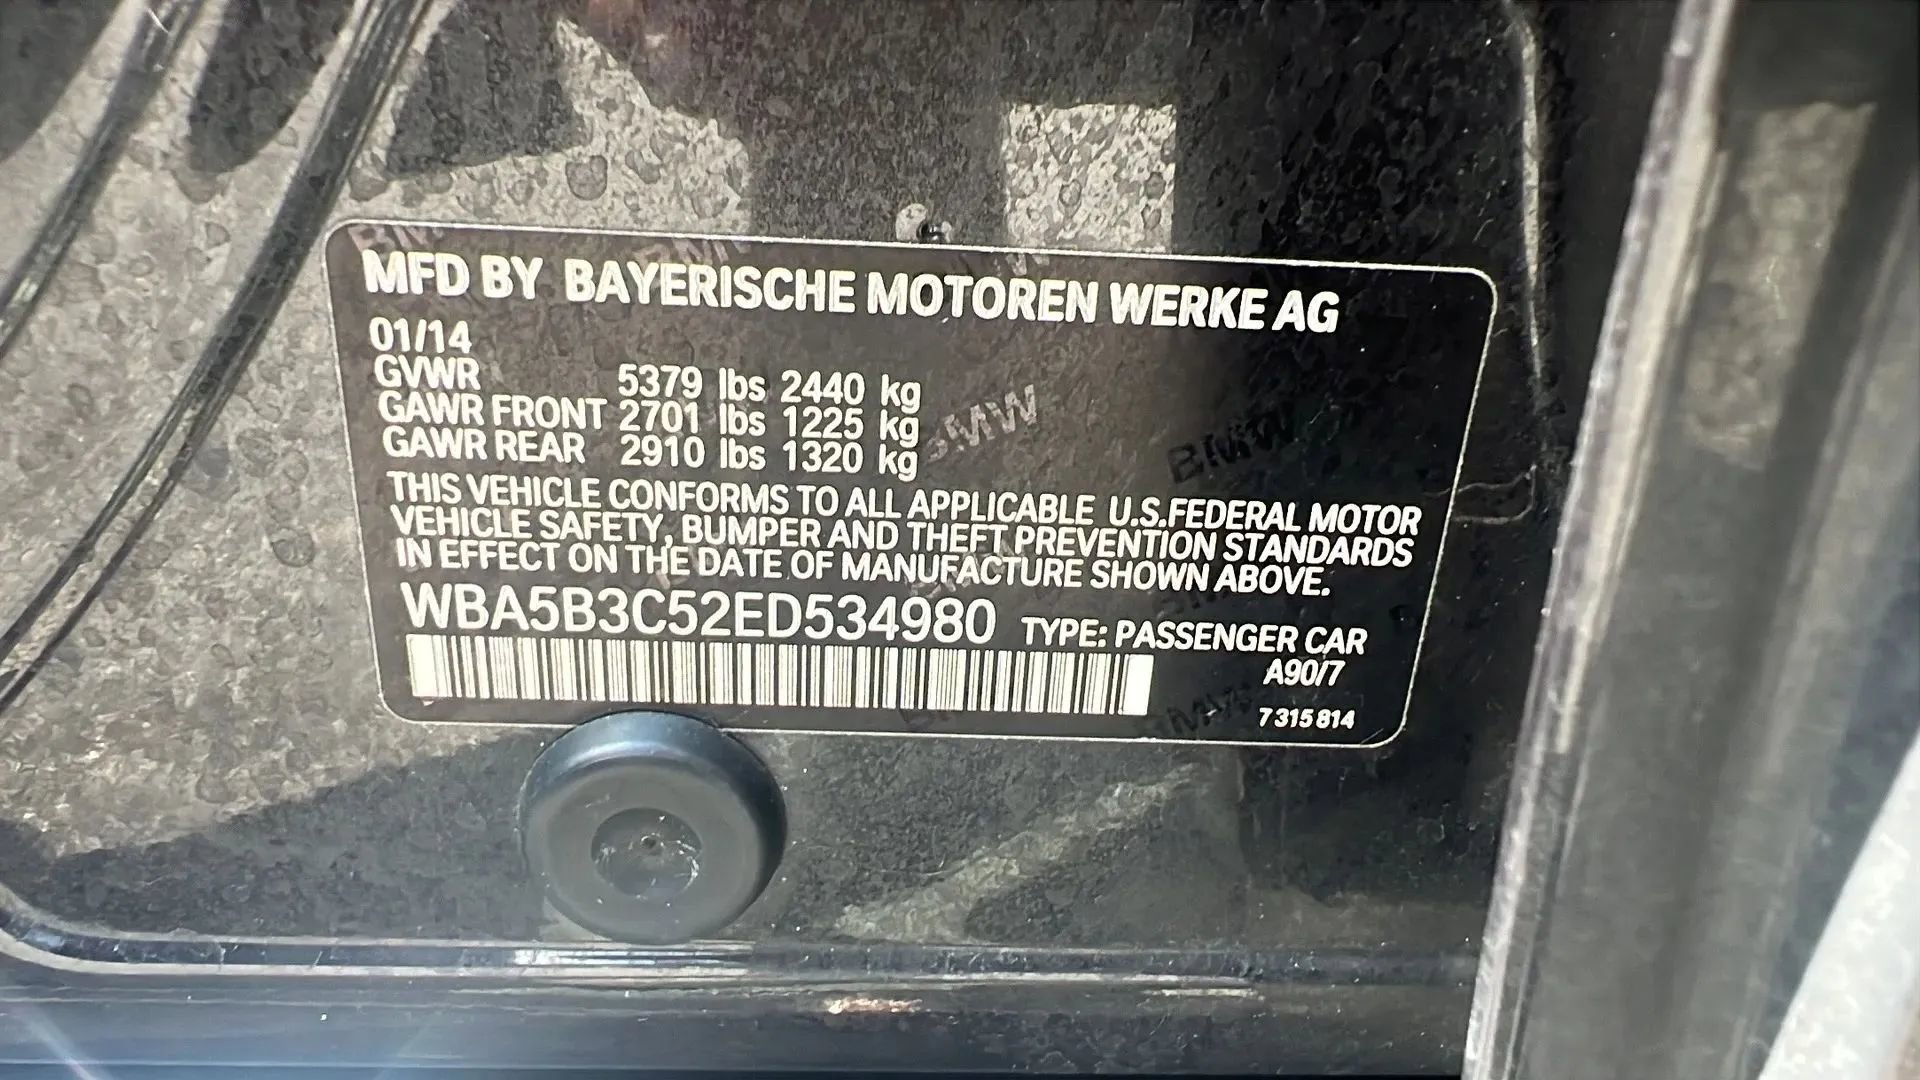 MFD BY BAYERISCHE MOTOREN WERKE AG
01/14
GVWR 5379 lbs 2440 kg
GAWR FRONT 2701 lbs 1225 kg
GAWR REAR 2910 lbs 1320 kg
BMW BMW
THIS VEHICLE CONFORMS TO ALL APPLICABLE U.S.FEDERAL MOTOR
VEHICLE SAFETY, BUMPER AND THEFT PREVENTION STANDARDS
IN EFFECT ON THE DATE OF MANUFACTURE SHOWN ABOVE.
WBA5B3C52ED534980 TYPE: PASSENGER CAR
A90/7
7 315 814